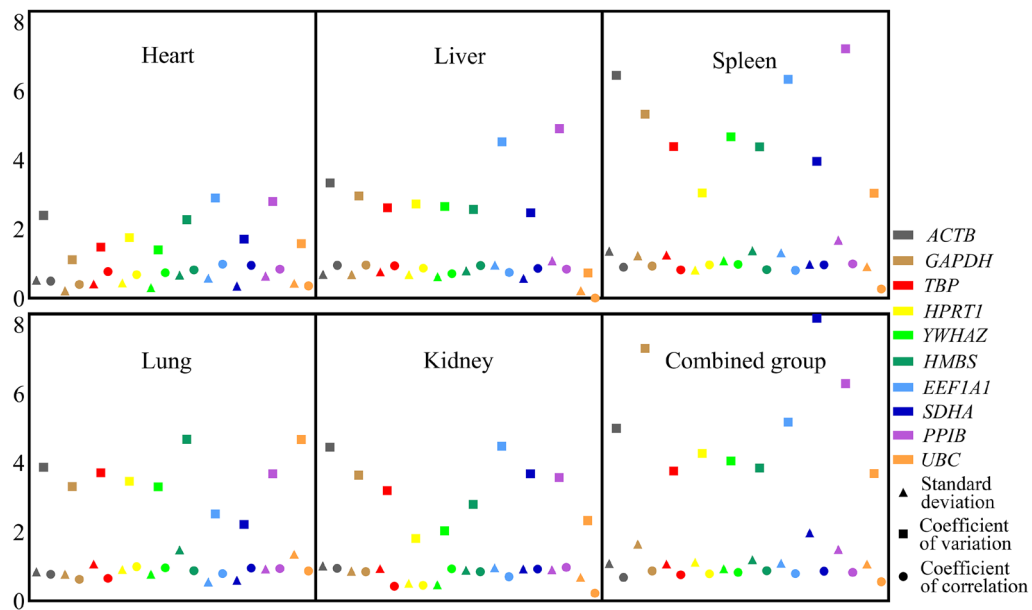 8
6
4
2
0
Heart
Liver
Spleen
8
6
4
2
0
Lung
Kidney
Combined group
ACTB
GAPDH
TBP
HPRT1
YWHAZ
HMBS
EEF1A1
SDHA
PPIB
UBC
Standard
deviation
Coefficient
of variation
Coefficient
of correlation